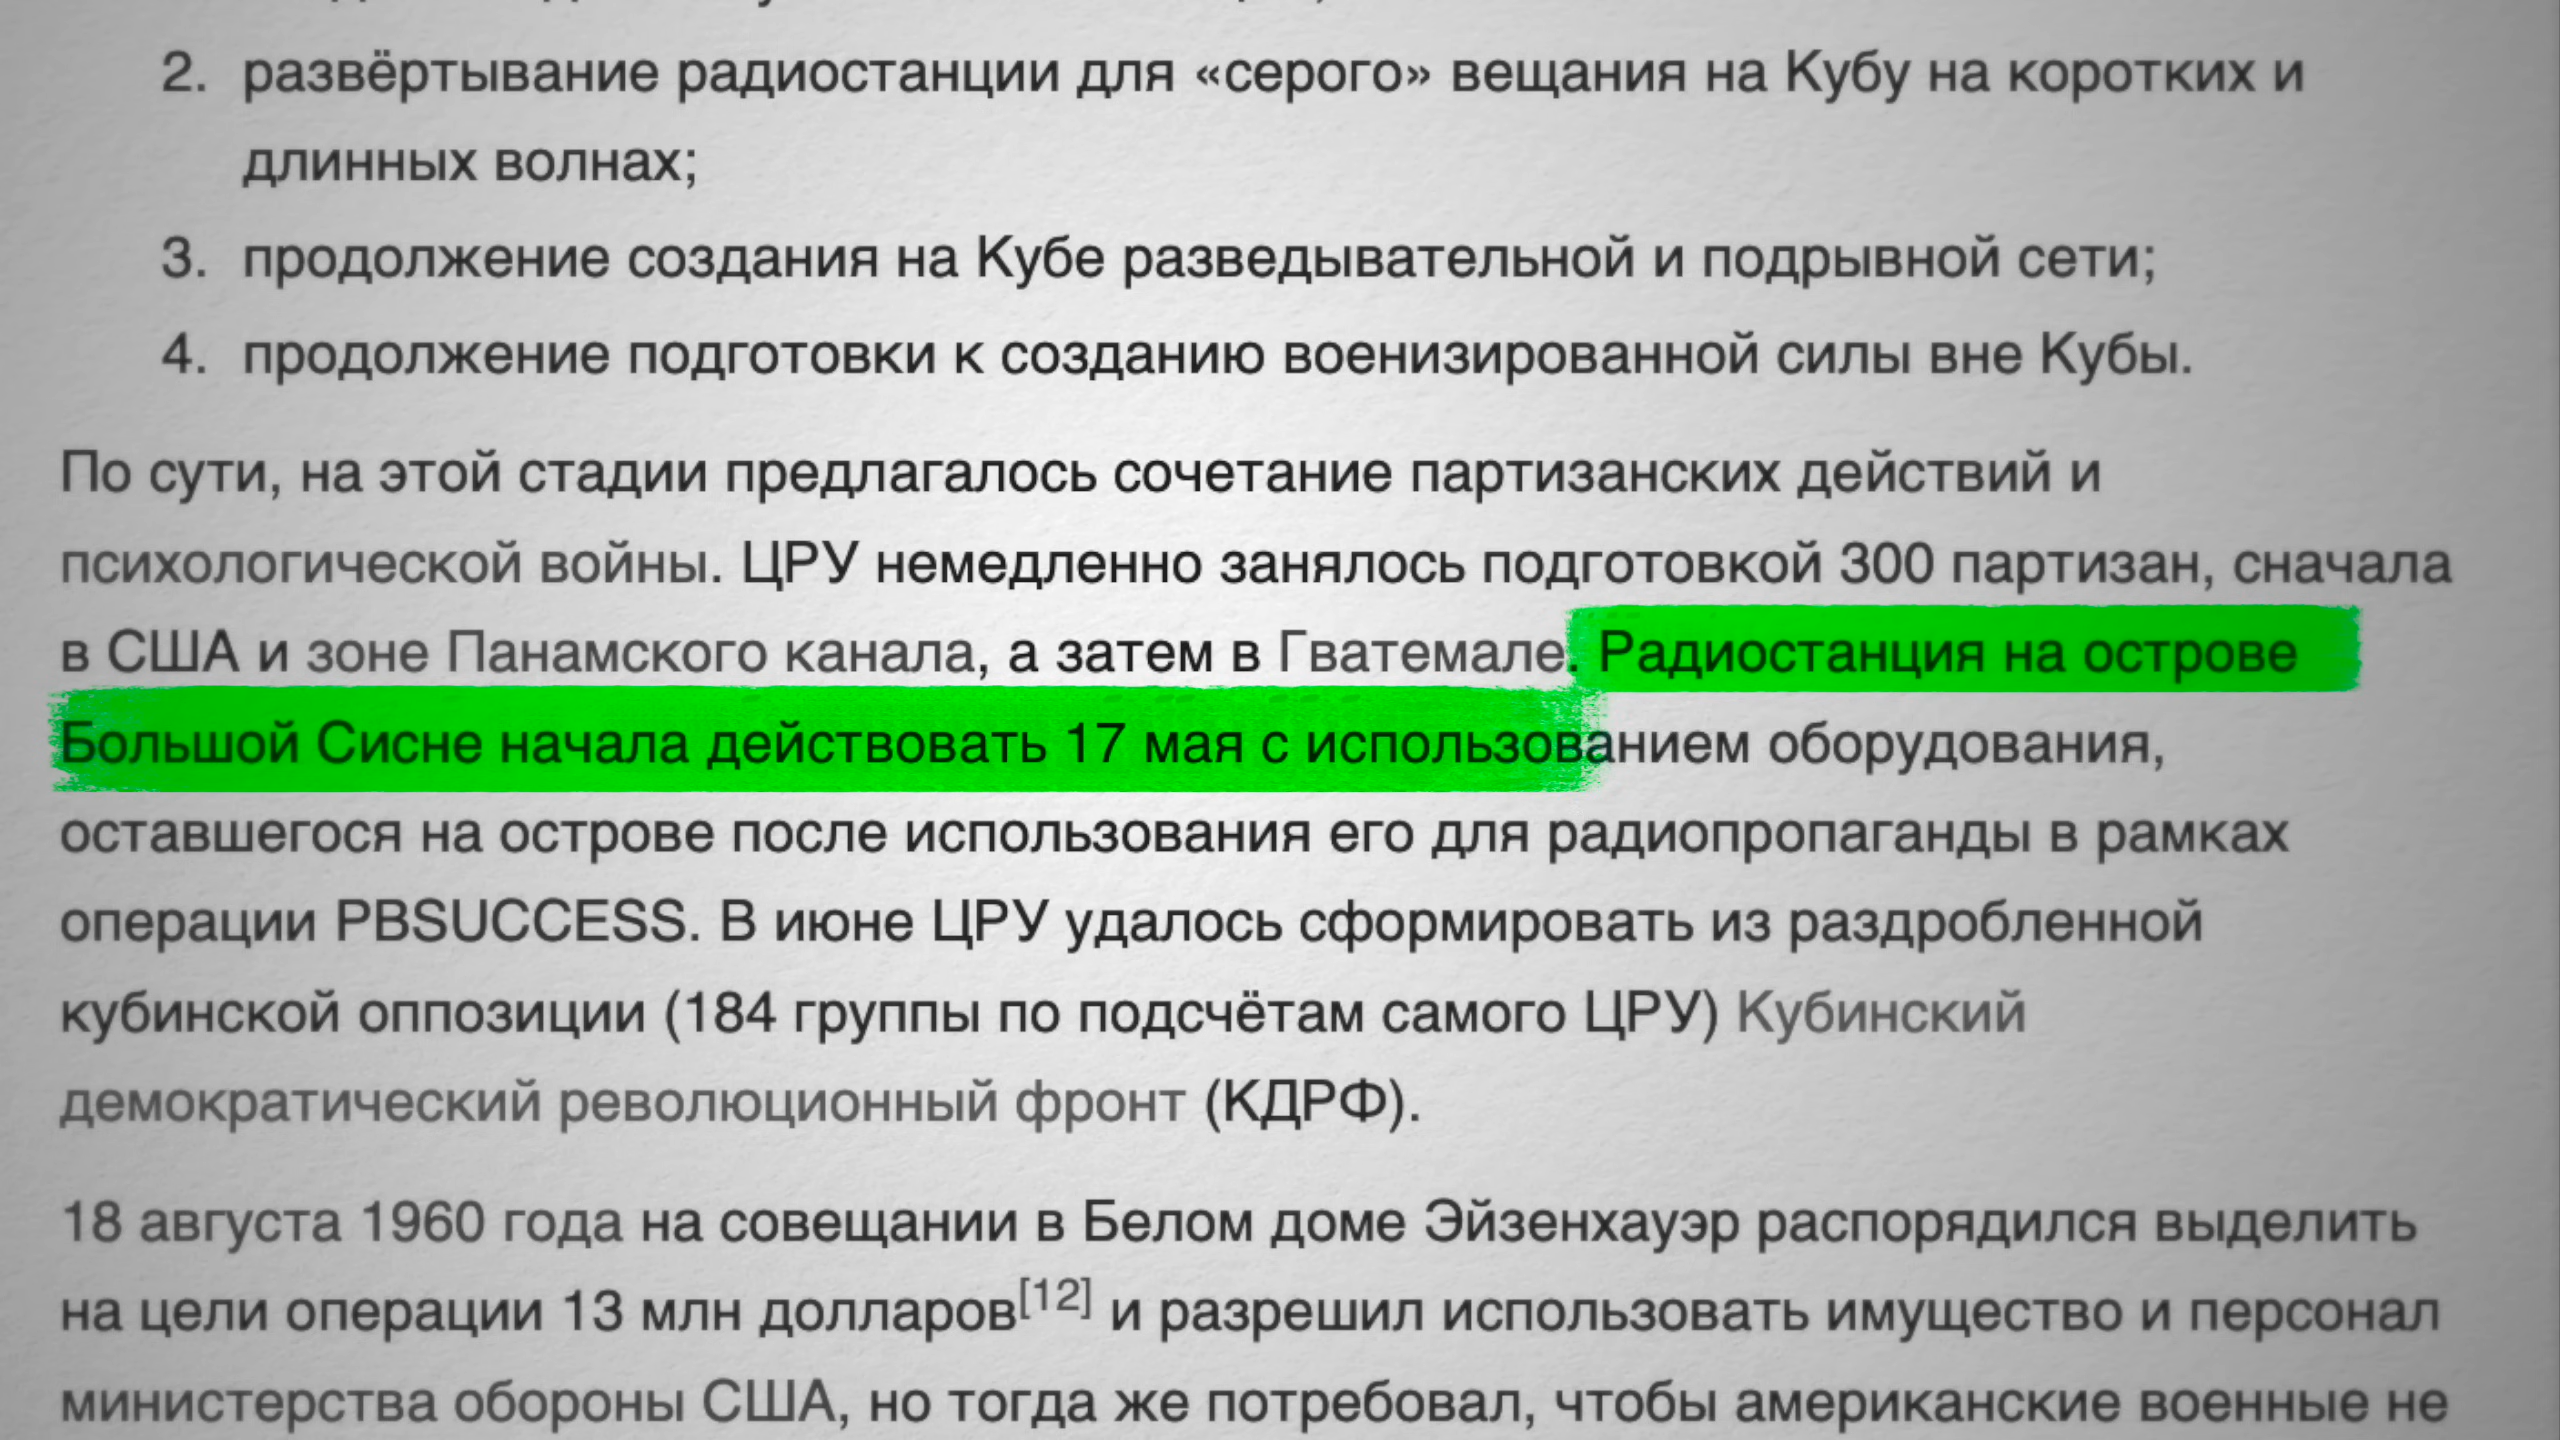 2. развёртывание радиостанции для «серого» вещания на Кубу на коротких и
длинных волнах;
3. продолжение создания на Кубе разведывательной и подрывной сети;
4. продолжение подготовки к созданию военизированной силы вне Кубы.
По сути, на этой стадии предлагалось сочетание партизанских действий и
психологической войны. ЦРУ немедленно занялось подготовкой 300 партизан, сначала
в США и зоне Панамского канала, а затем в Гватемале. Радиостанция на острове
Большой Сисне начала действовать 17 мая с использованием оборудования,
оставшегося на острове после использования его для радиопропаганды в рамках
операции PBSUCCESS. В июне ЦРУ удалось сформировать из раздробленной
кубинской оппозиции (184 группы по подсчётам самого ЦРУ) Кубинский
демократический революционный фронт (КДРФ).
18 августа 1960 года на совещании в Белом доме Эйзенхауэр распорядился выделить
на цели операции 13 млн долларов[12] и разрешил использовать имущество и персонал
министерства обороны США, но тогда же потребовал, чтобы американские военные не